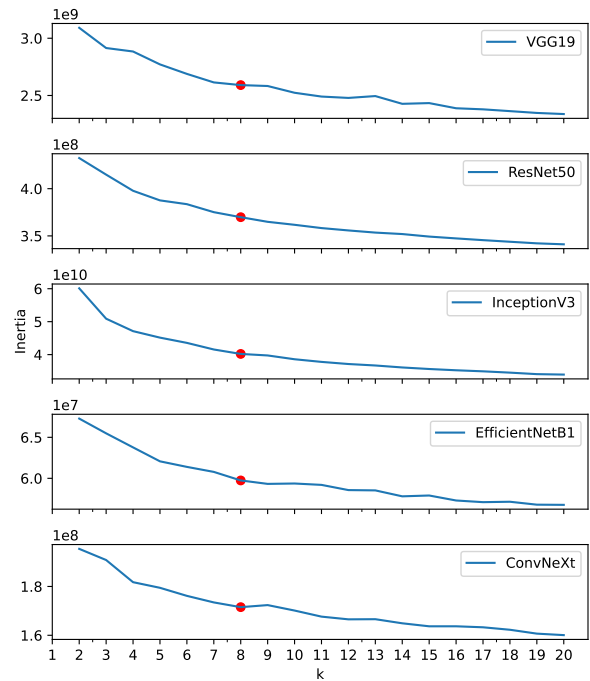 1e9
3.0
2.5
VGG19
1e8
4.0
3.5
ResNet50
1e10
6
5
4
InceptionV3
Inertia
1e7
6.5
6.0
EfficientNetB1
1e8
1.8
1.6
ConvNeXt
1 2 3 4 5 6 7 8 9 10 11 12 13 14 15 16 17 18 19 20
k